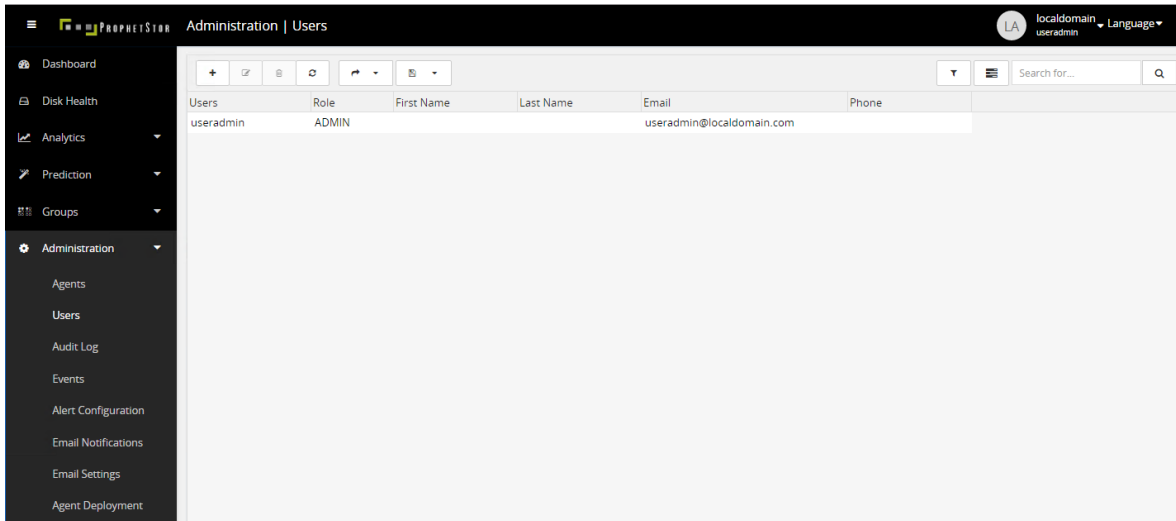 PROPHETSTOR
Administration | Users
LA
localdomain
useradmin
Language
Dashboard
Disk Health
Analytics
Prediction
Groups
Administration
Agents
Users
Audit Log
Events
Alert Configuration
Email Notifications
Email Settings
Agent Deployment
Search for...
Users Role First Name Last Name Email Phone
useradmin ADMIN useradmin@localdomain.com